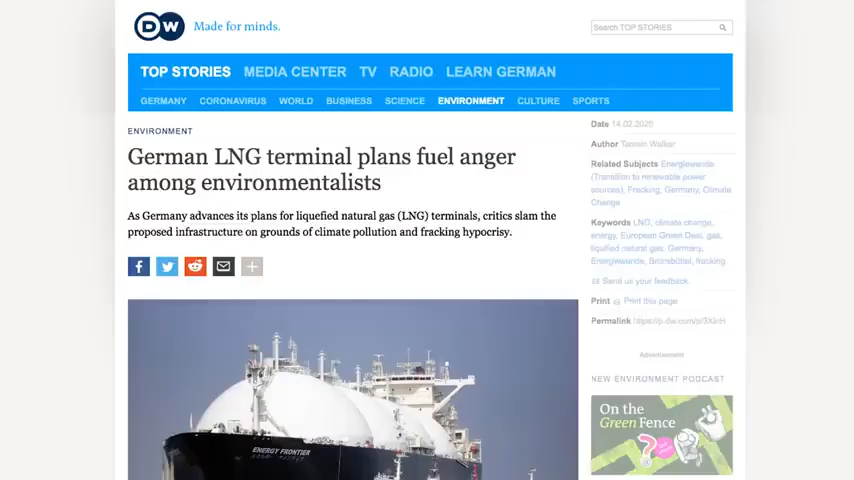 DW Made for minds.
Search TOP STORIES
TOP STORIES MEDIA CENTER TV RADIO LEARN GERMAN
GERMANY CORONAVIRUS WORLD BUSINESS SCIENCE ENVIRONMENT CULTURE SPORTS
ENVIRONMENT
German LNG terminal plans fuel anger
among environmentalists
As Germany advances its plans for liquefied natural gas (LNG) terminals, critics slam the
proposed infrastructure on grounds of climate pollution and fracking hypocrisy.
ENERGY FRONTIER
Date 14.02.2020
Author Tamsin Walker
Related Subjects Energiewende
(Transition to renewable power
sources), Fracking, Germany, Climate
Change
Keywords LNG, climate change,
energy, European Green Deal, gas,
liquified natural gas, Germany,
Energiewende, Brunsbüttel, fracking
Send us your feedback.
Print Print this page
Permalink https://p.dw.com/p/
Advertisement
NEW ENVIRONMENT PODCAST
On the
Green Fence